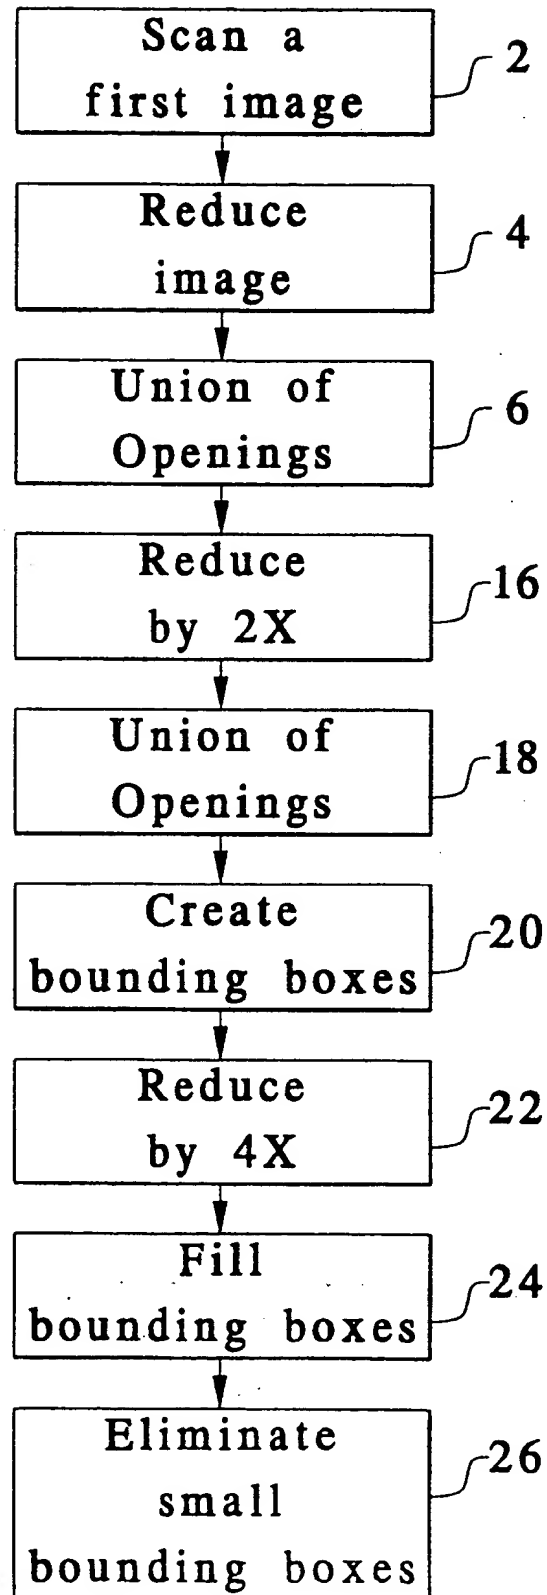 Scan a
first image
2
Reduce
image
4
Union of
Openings
6
Reduce
by 2X
16
Union of
Openings
18
Create
bounding boxes
20
Reduce
by 4X
22
Fill
bounding boxes
24
Eliminate
small
bounding boxes
26